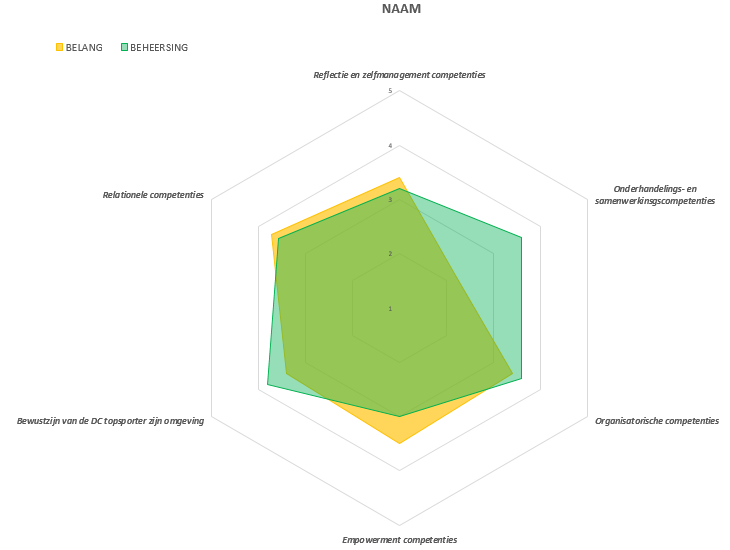 NAAM
BELANG
BEHEERSING
Reflectie en zelfmanagement competenties
5
4
Relationele competenties
Onderhandelings- en
samenwerkinsgscompetenties
3
2
1
Bewustzijn van de DC topsporter zijn omgeving
Organisatorische competenties
Empowerment competenties